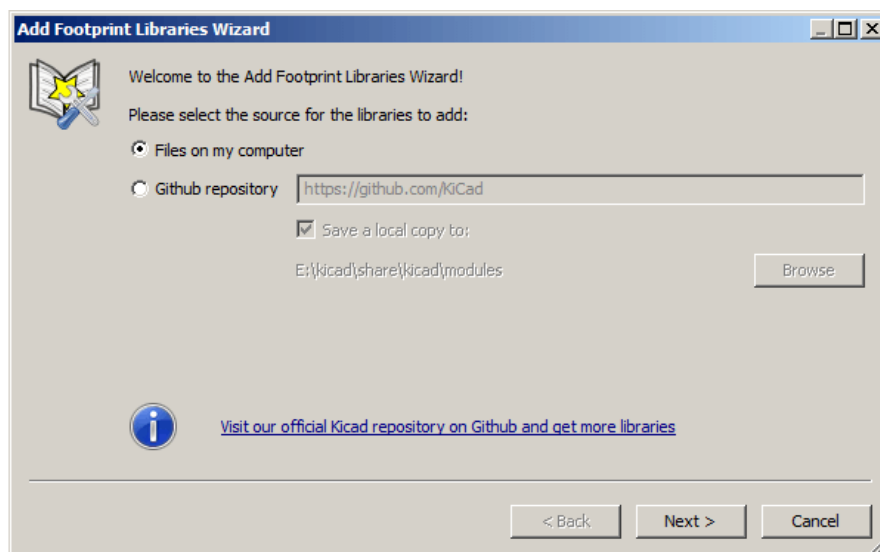 Add Footprint Libraries Wizard
Welcome to the Add Footprint Libraries Wizard!
Please select the source for the libraries to add:
Files on my computer
Github repository https://github.com/KiCad
Save a local copy to:
E:\kicad\share\kicad\modules Browse
Visit our official Kicad repository on Github and get more libraries
< Back Next > Cancel